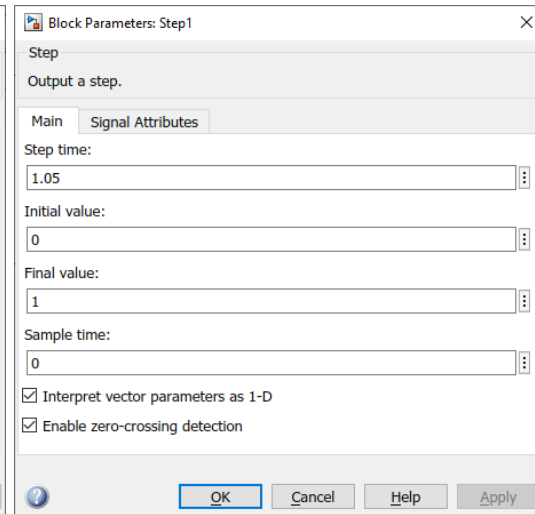 Block Parameters: Step1
Step
Output a step.
Main Signal Attributes
Step time:
1.05
Initial value:
0
Final value:
1
Sample time:
0
Interpret vector parameters as 1-D
Enable zero-crossing detection
OK Cancel Help Apply